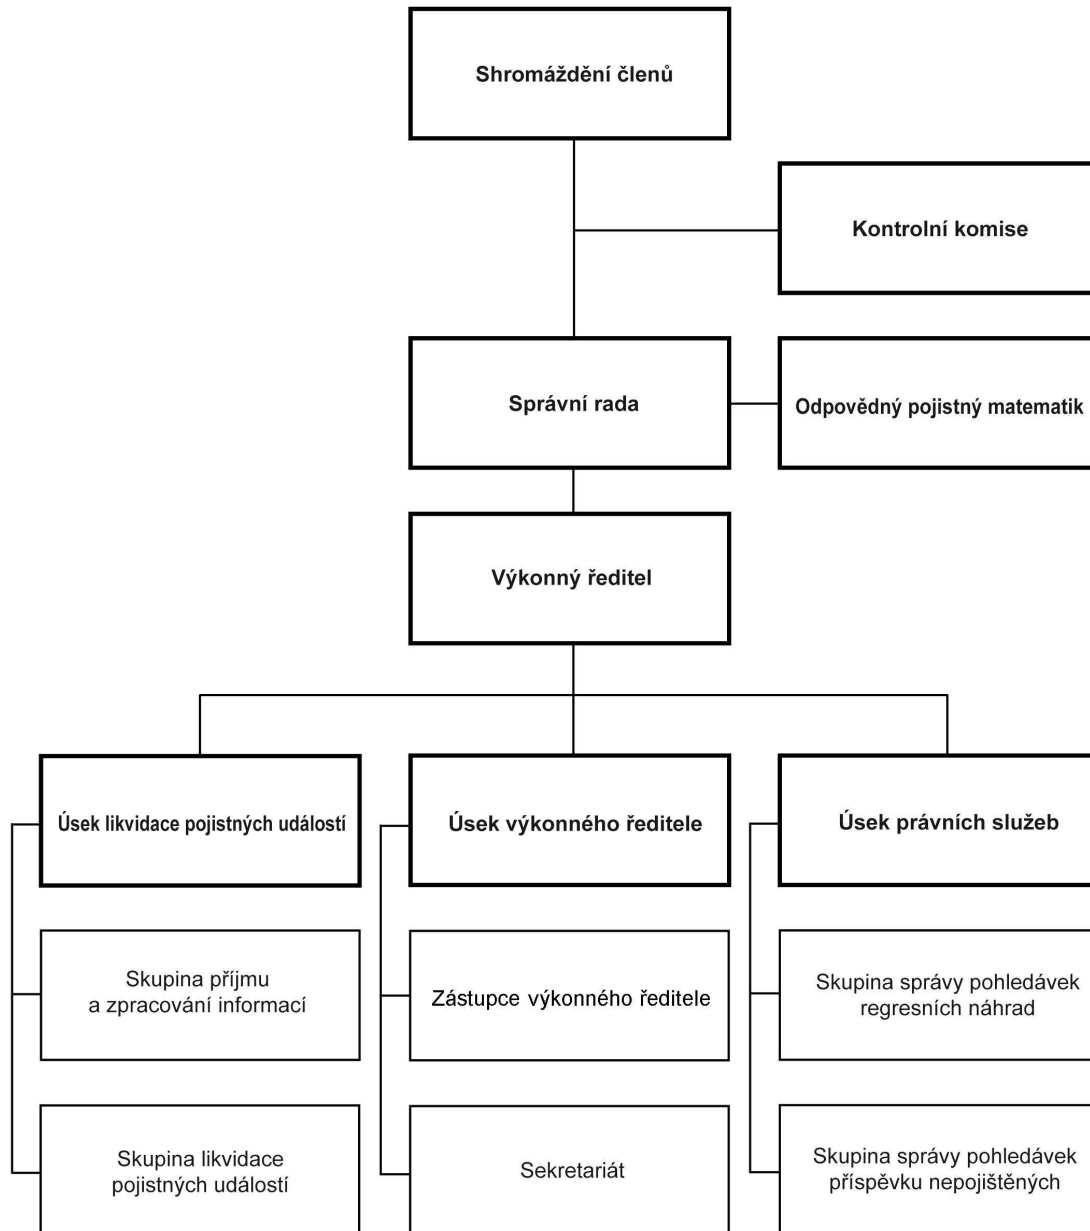 Shromáždění členů
Kontrolní komise
Správní rada
Odpovědný pojistný matematik
Výkonný ředitel
Úsek likvidace pojistných událostí
Úsek výkonného ředitele
Úsek právních služeb
Skupina příjmu
a zpracování informací
Zástupce výkonného ředitele
Skupina správy pohledávek
regresních náhrad
Skupina likvidace
pojistných událostí
Sekretariát
Skupina správy pohledávek
příspěvku nepojištěných